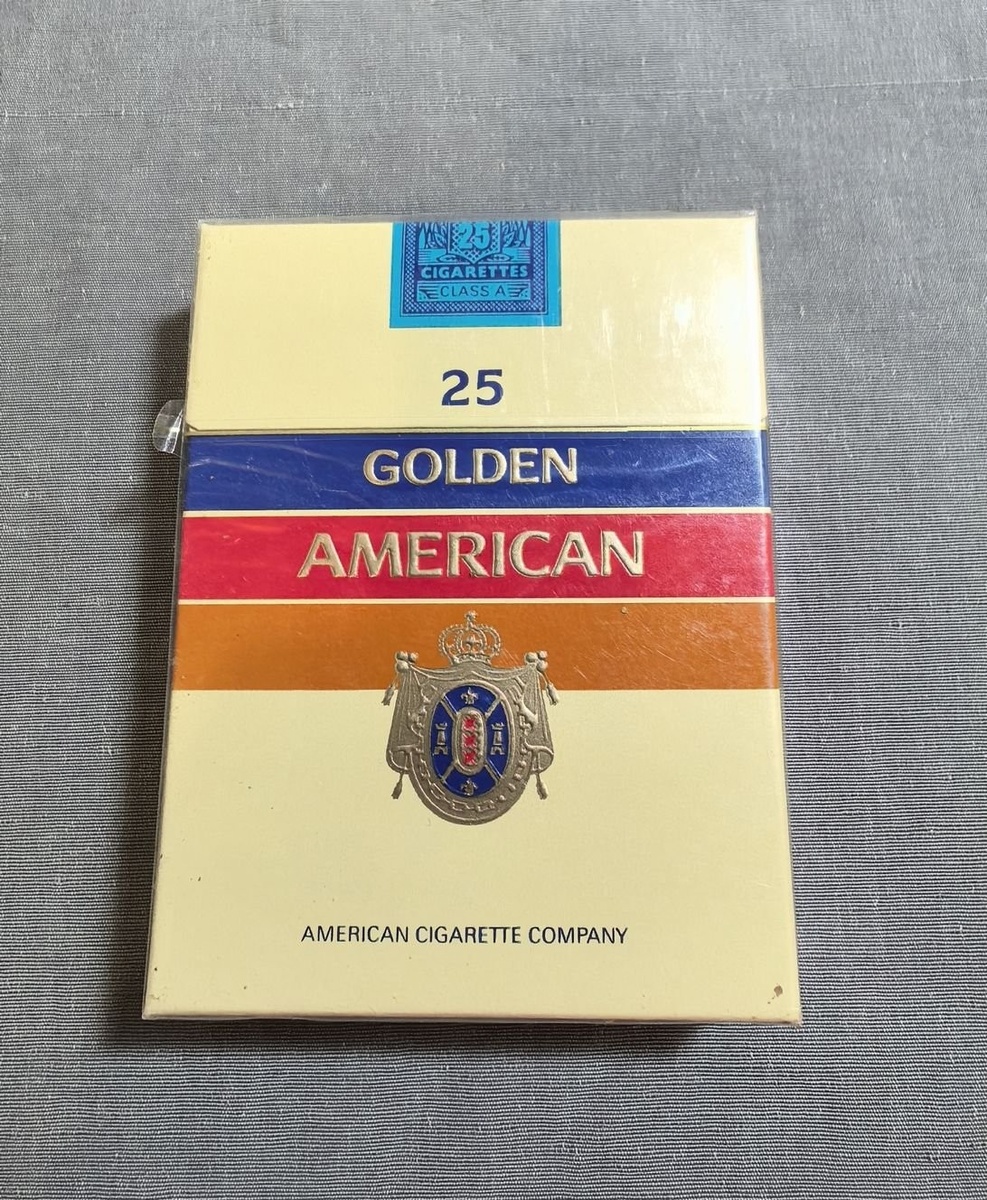 25
CIGARETTES
CLASS A
25
GOLDEN
AMERICAN
AMERICAN CIGARETTE COMPANY